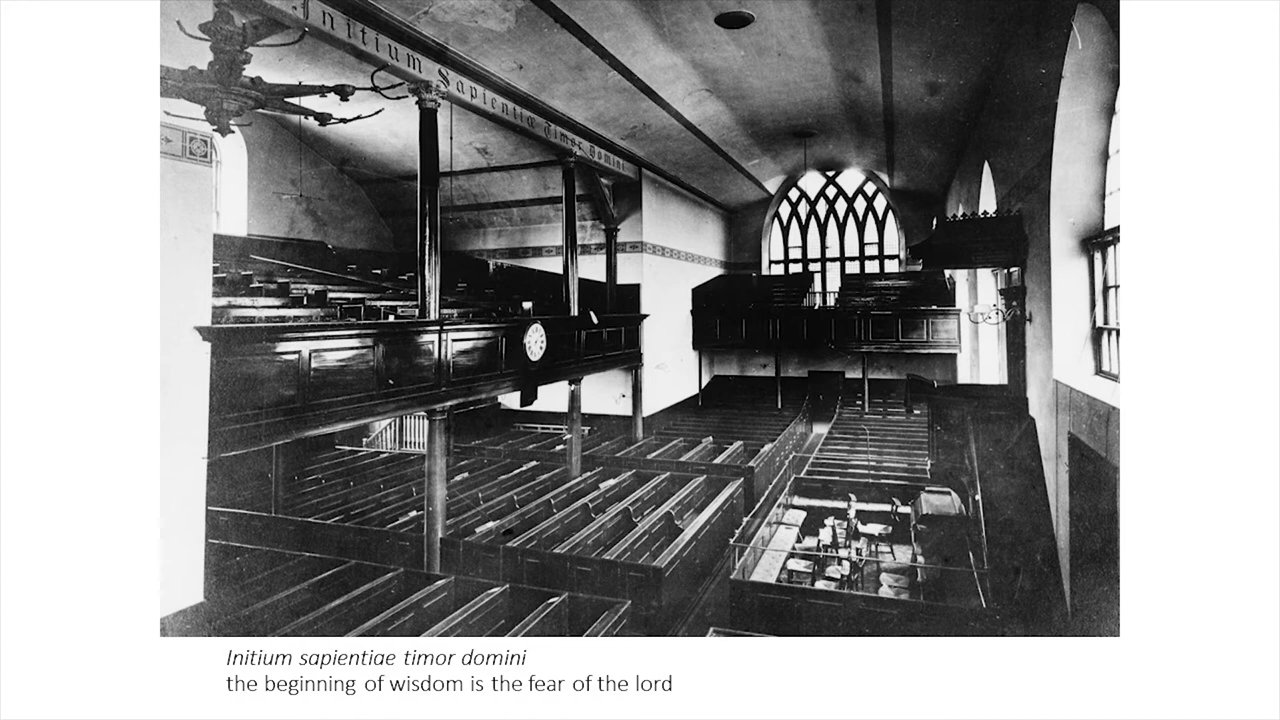 Initium Sapientiæ Timor Domini
Initium sapientiae timor domini
the beginning of wisdom is the fear of the lord